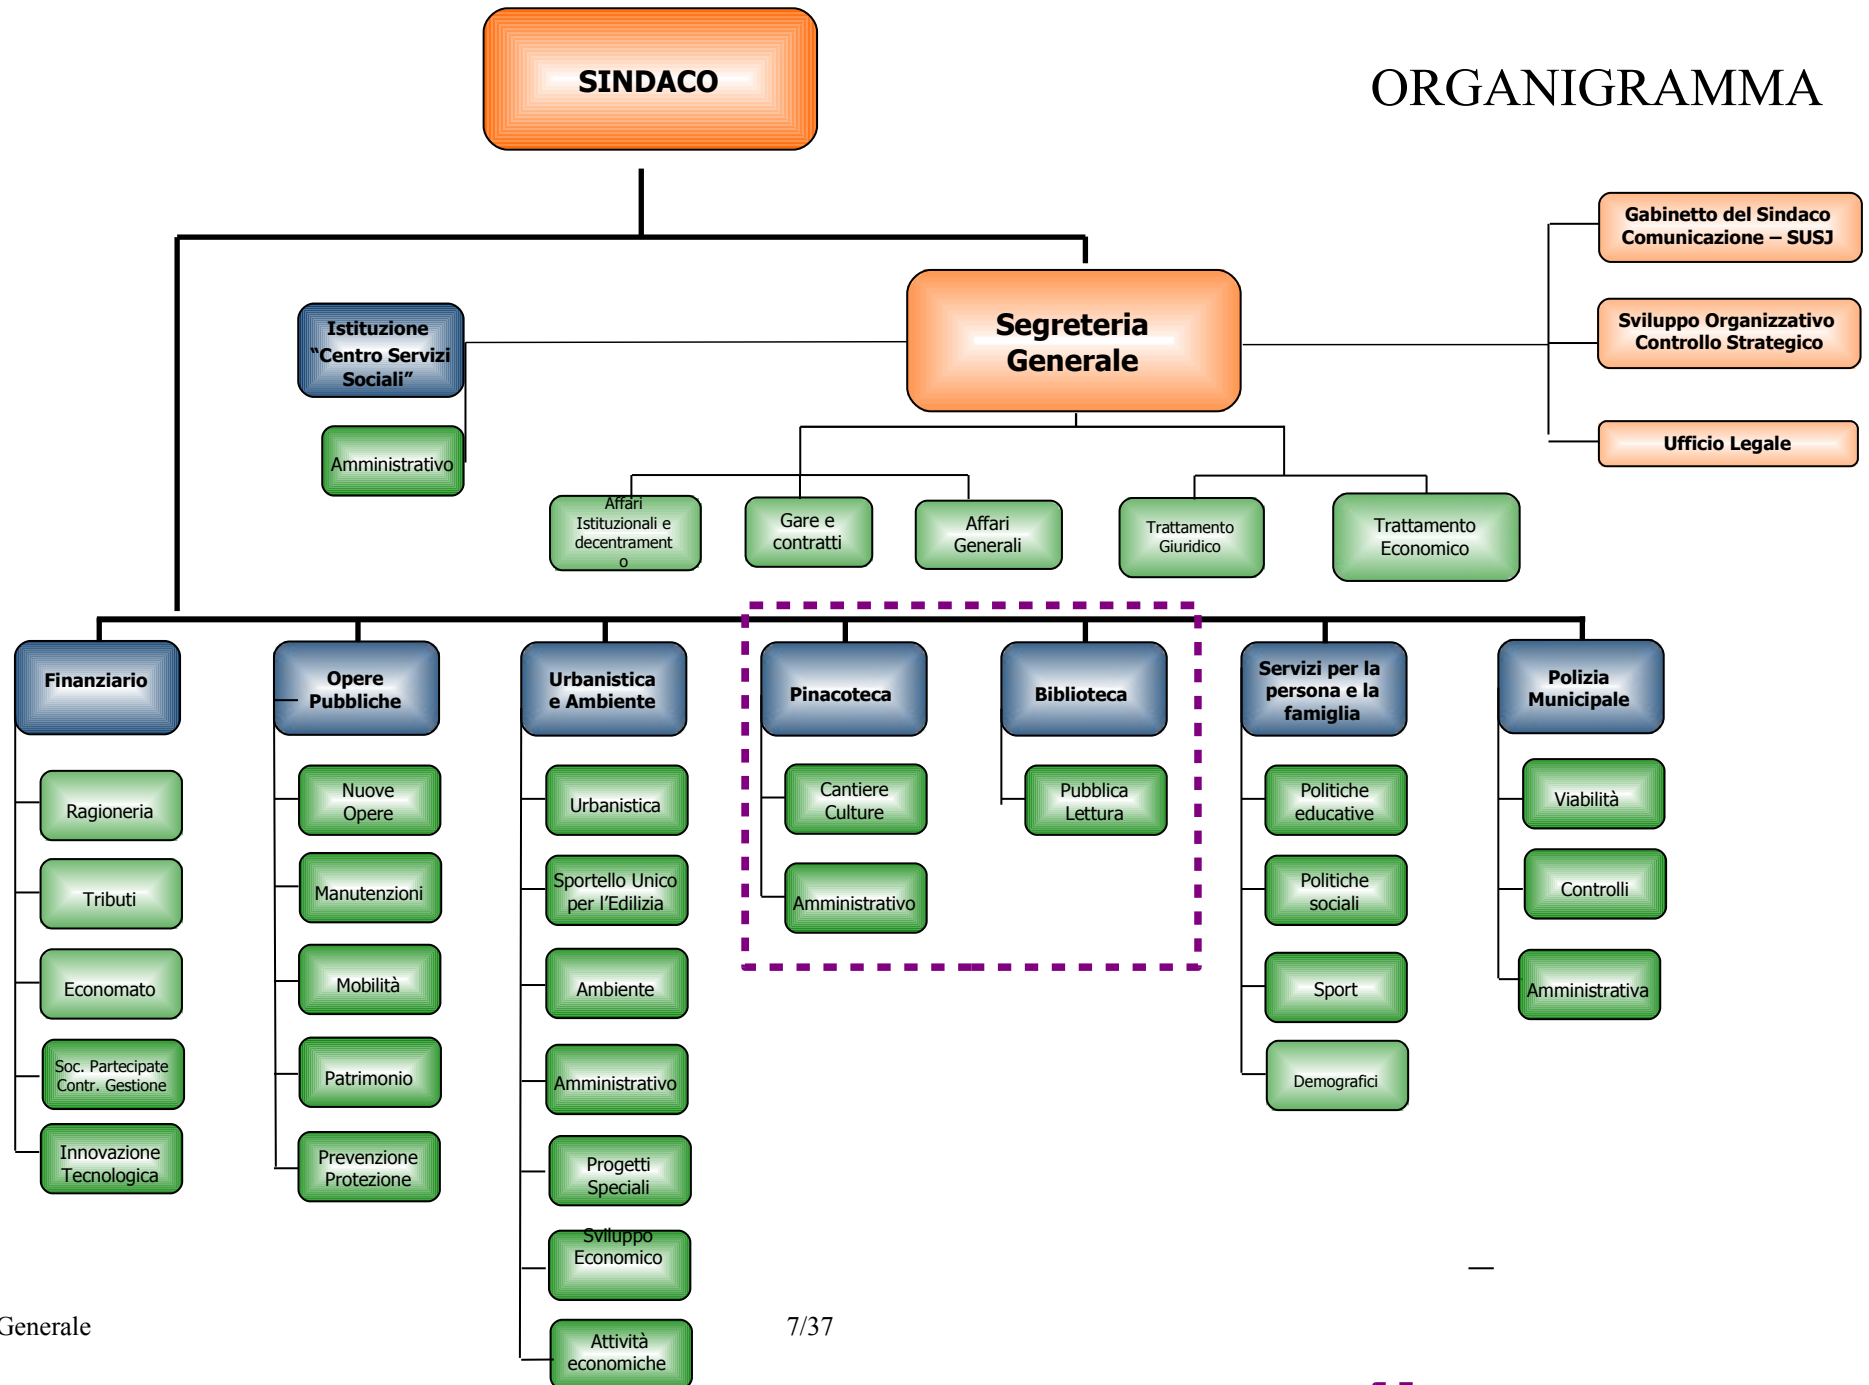 SINDACO
ORGANIGRAMMA
Gabinetto del Sindaco
Comunicazione – SUSJ
Istituzione
“Centro Servizi
Sociali”
Segreteria
Generale
Sviluppo Organizzativo
Controllo Strategico
Amministrativo
Ufficio Legale
Affari
Istituzionali e
decentrament
o
Gare e
contratti
Affari
Generali
Trattamento
Giuridico
Trattamento
Economico
Finanziario
Opere
Pubbliche
Urbanistica
e Ambiente
Pinacoteca
Biblioteca
Servizi per la
persona e la
famiglia
Polizia
Municipale
Ragioneria
Tributi
Economato
Soc. Partecipate
Contr. Gestione
Innovazione
Tecnologica
Nuove
Opere
Manutenzioni
Mobilità
Patrimonio
Prevenzione
Protezione
Urbanistica
Sportello Unico
per l’Edilizia
Ambiente
Amministrativo
Progetti
Speciali
Sviluppo
Economico
Attività
economiche
Cantiere
Culture
Amministrativo
Pubblica
Lettura
Politiche
educative
Politiche
sociali
Sport
Demografici
Viabilità
Controlli
Amministrativa
Generale
7/37